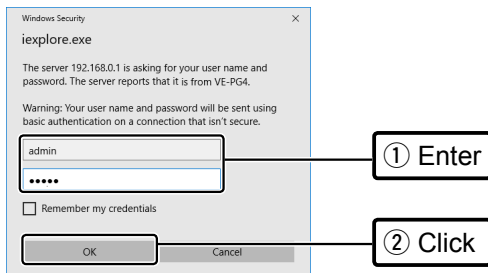 Windows Security
iexplore.exe
The server 192.168.0.1 is asking for your user name and
password. The server reports that it is from VE-PG4.
Warning: Your user name and password will be sent using
basic authentication on a connection that isn't secure.
admin
•••••
Remember my credentials
OK Cancel
① Enter
② Click